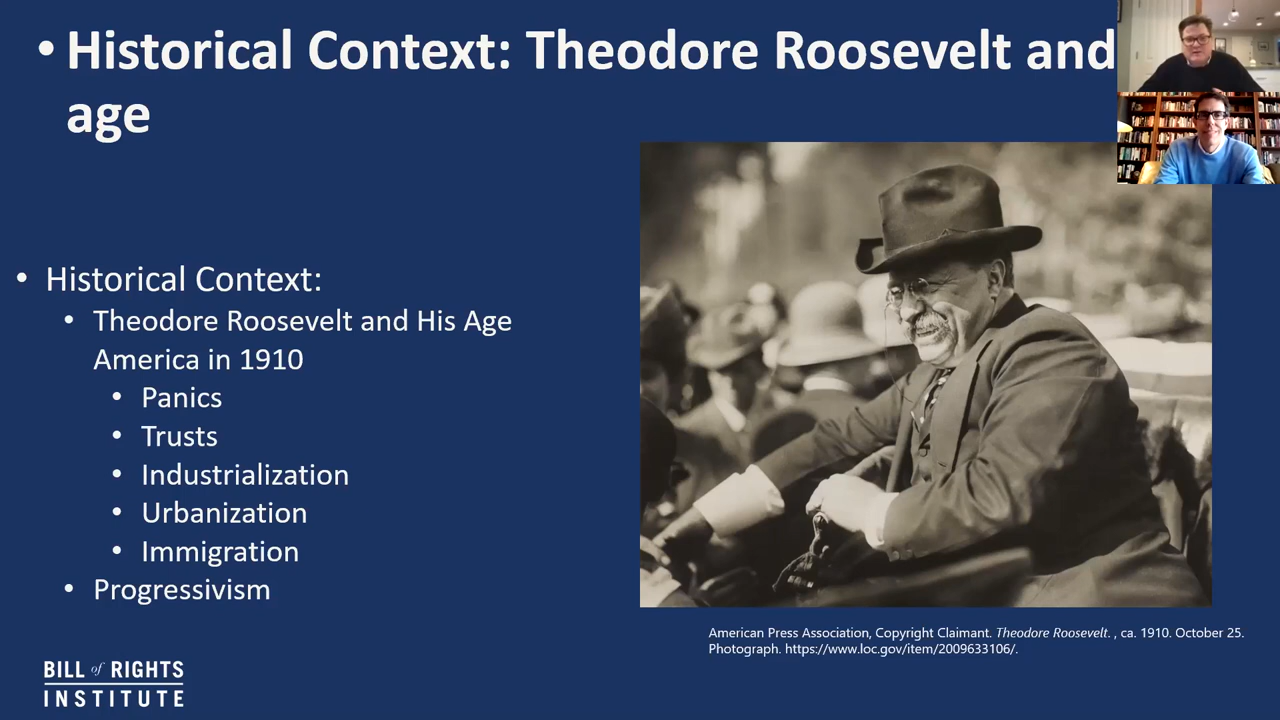 • Historical Context: Theodore Roosevelt and
age
• Historical Context:
• Theodore Roosevelt and His Age
America in 1910
• Panics
• Trusts
• Industrialization
• Urbanization
• Immigration
• Progressivism
American Press Association, Copyright Claimant. Theodore Roosevelt. , ca. 1910. October 25.
Photograph. https://www.loc.gov/item/2009633106/.
BILL of RIGHTS
INSTITUTE